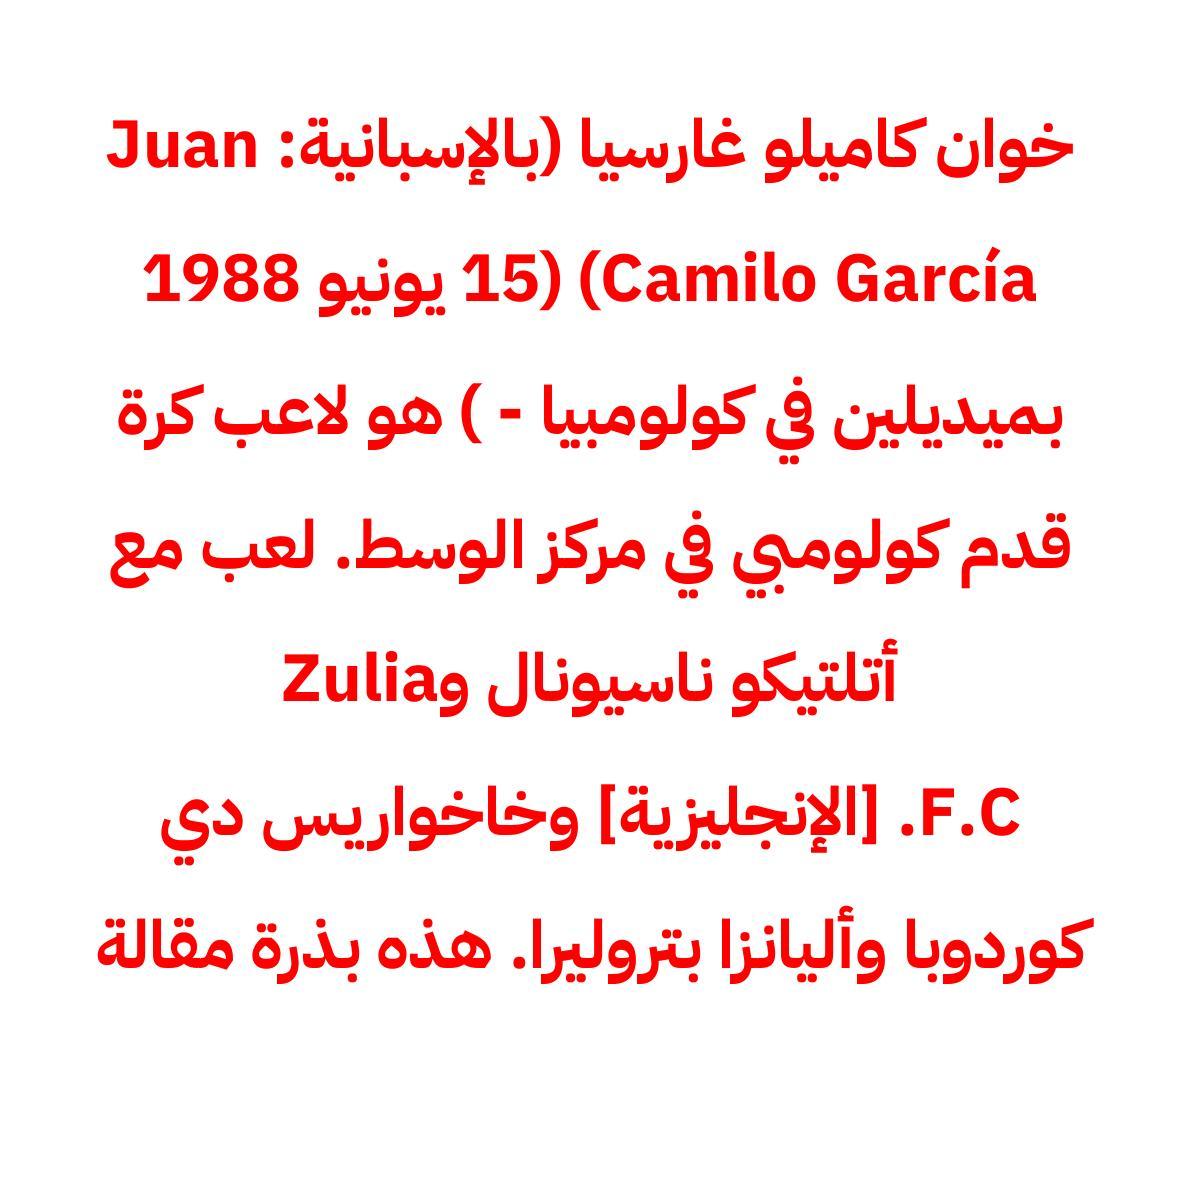 خوان كاميلو غارسيا (بالإسبانية: Juan
Camilo García) (15 يونيو 1988
بميديلين في كولومبيا - ) هو لاعب كرة
قدم كولومبي في مركز الوسط. لعب مع
أتلتيكو ناسيونال وZulia
F.C. [الإنجليزية] وخاخواريس دي
كوردوبا وأليانزا بتروليرا. هذه بذرة مقالة